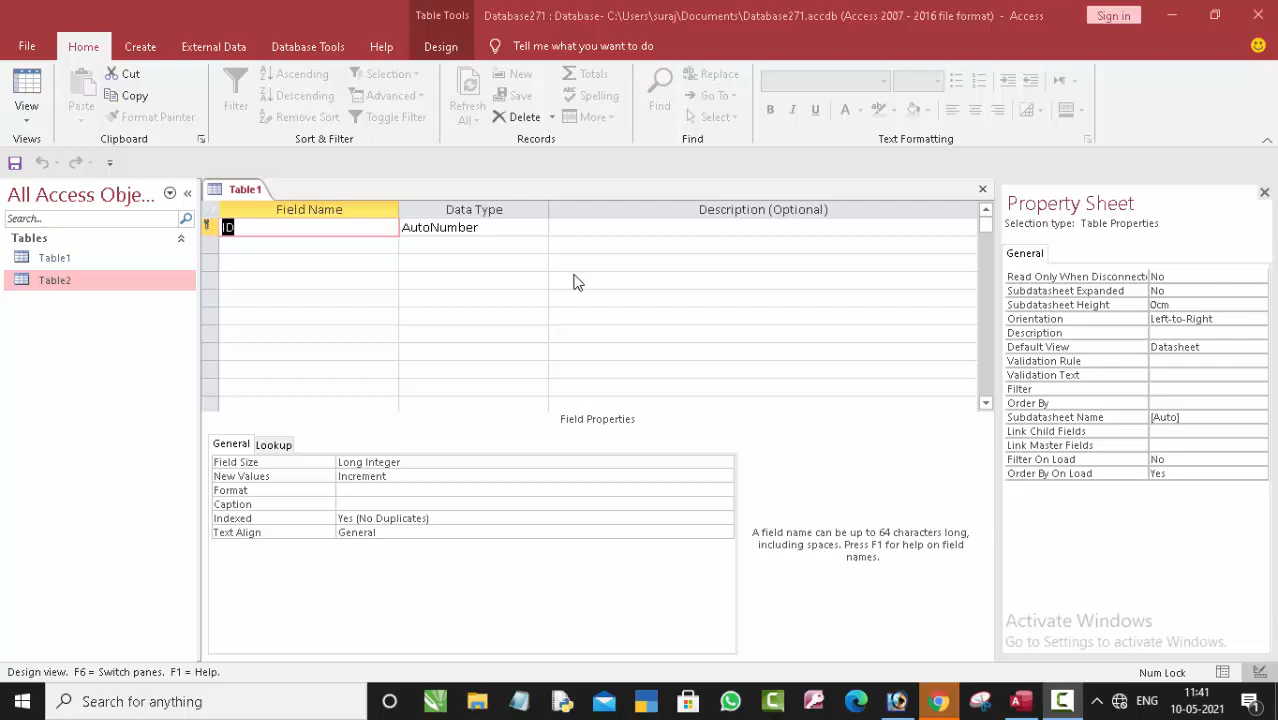 Table Tools
Database271 : Database- C:\Users\suraj\Documents\Database271.accdb (Access 2007 - 2016 file format) - Access
Sign in
File Home Create External Data Database Tools Help Design Tell me what you want to do
View
Views
Paste
Cut
Copy
Format Painter
Clipboard
Filter
Ascending
Descending
Remove Sort
Selection
Advanced
Toggle Filter
Sort & Filter
Refresh
All
New
Save
Delete
Totals
Spelling
More
Records
Find
Replace
Go To
Select
Find
B I U A
Text Formatting
All Access Obje...
Search..
Tables
Table1
Table2
Table1
Field Name Data Type Description (Optional)
ID AutoNumber
Field Properties
General Lookup
Field Size Long Integer
New Values Increment
Format
Caption
Indexed Yes (No Duplicates)
Text Align General
A field name can be up to 64 characters long,
including spaces. Press F1 for help on field
names.
Property Sheet
Selection type: Table Properties
General
Read Only When Disconnect No
Subdatasheet Expanded No
Subdatasheet Height 0cm
Orientation Left-to-Right
Description
Default View Datasheet
Validation Rule
Validation Text
Filter
Order By
Subdatasheet Name [Auto]
Link Child Fields
Link Master Fields
Filter On Load No
Order By On Load Yes
Activate Windows
Go to Settings to activate Windows.
Design view. F6 = Switch panes. F1 = Help.
Num Lock
Search for anything
ENG
11:41
10-05-2021
1